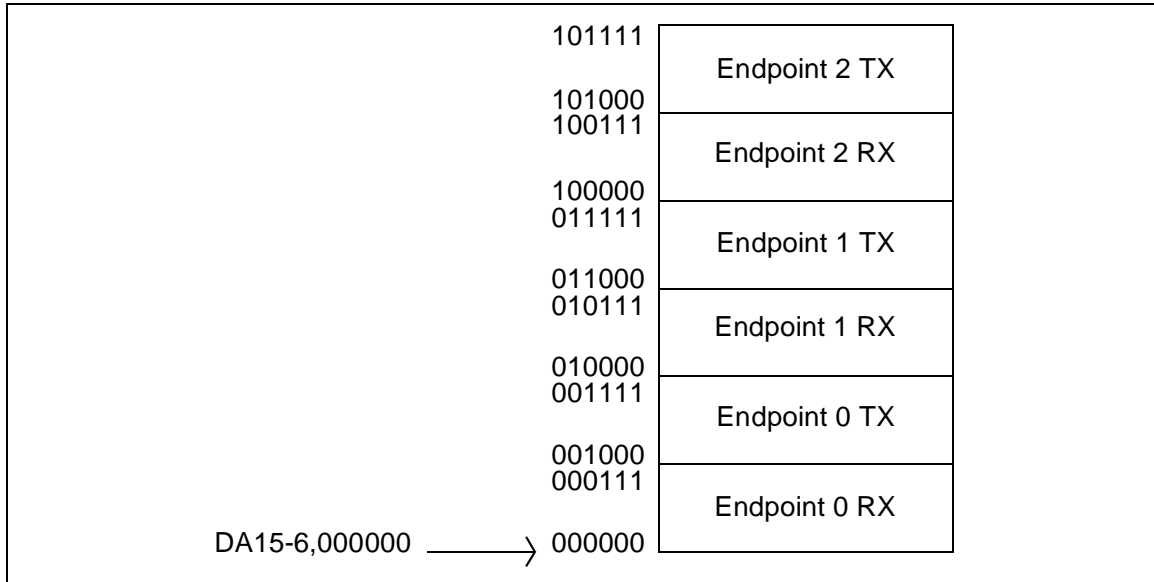 101111
Endpoint 2 TX
101000
100111
Endpoint 2 RX
100000
011111
Endpoint 1 TX
011000
010111
Endpoint 1 RX
010000
001111
Endpoint 0 TX
001000
000111
Endpoint 0 RX
DA15-6,000000 000000